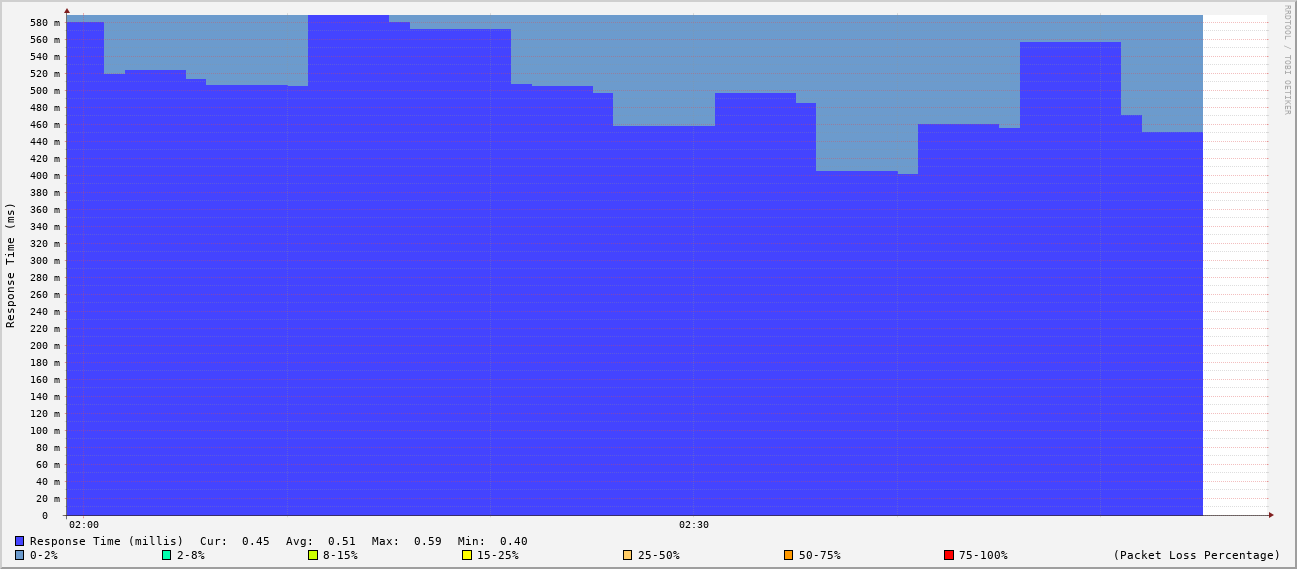 RRDTOOL / TOBI OETIKER
Response Time (ms)
580 m
560 m
540 m
520 m
500 m
480 m
460 m
440 m
420 m
400 m
380 m
360 m
340 m
320 m
300 m
280 m
260 m
240 m
220 m
200 m
180 m
160 m
140 m
120 m
100 m
80 m
60 m
40 m
20 m
0
02:00 02:30
Response Time (millis) Cur: 0.45 Avg: 0.51 Max: 0.59 Min: 0.40
0-2% 2-8% 8-15% 15-25% 25-50% 50-75% 75-100% (Packet Loss Percentage)